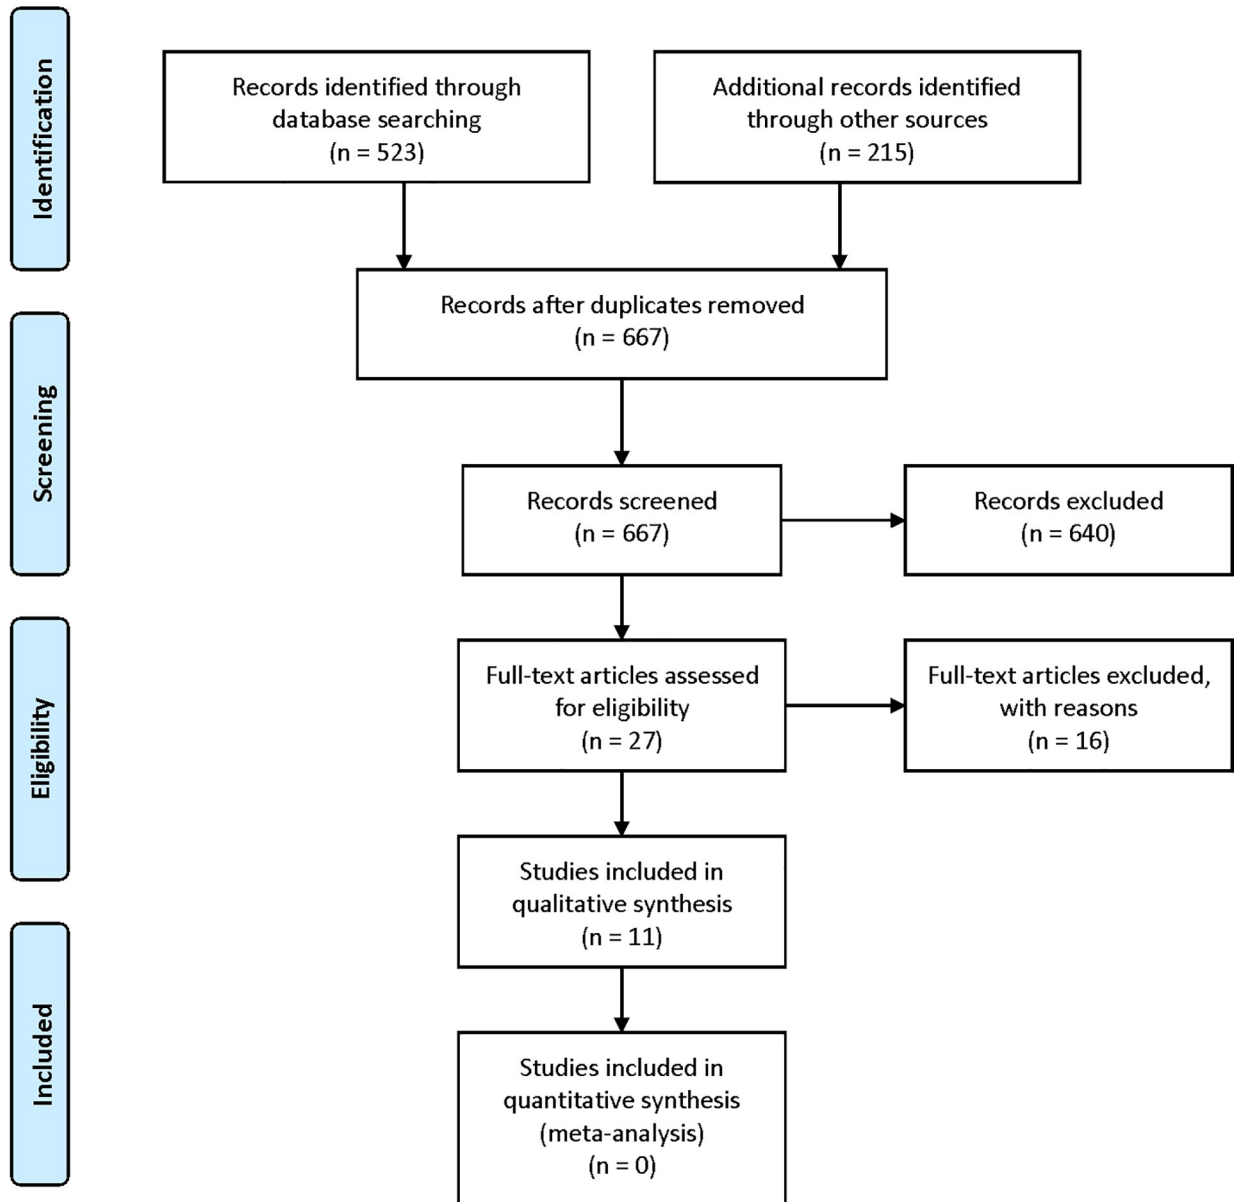 Identification
Records identified through
database searching
(n = 523)
Additional records identified
through other sources
(n = 215)
Records after duplicates removed
(n = 667)
Screening
Records screened
(n = 667)
Records excluded
(n = 640)
Eligibility
Full-text articles assessed
for eligibility
(n = 27)
Full-text articles excluded,
with reasons
(n = 16)
Studies included in
qualitative synthesis
(n = 11)
Included
Studies included in
quantitative synthesis
(meta-analysis)
(n = 0)